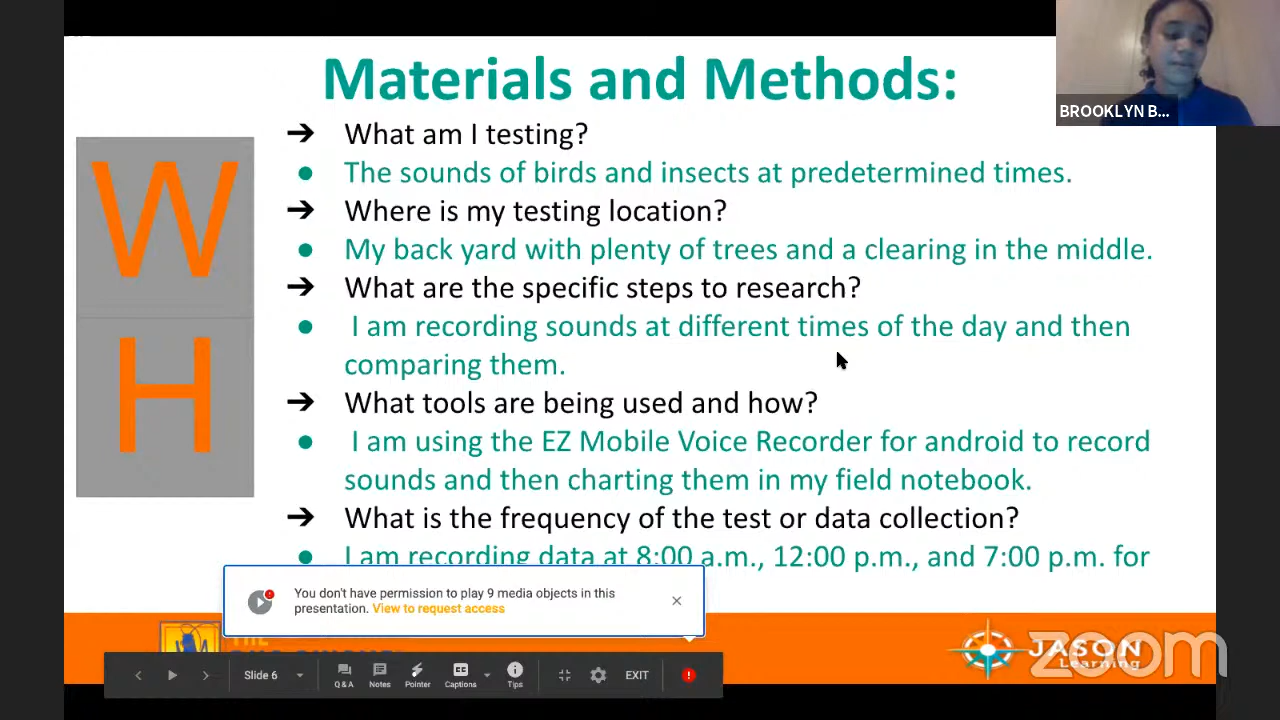 Materials and Methods:
BROOKLYN B...
W
H
➔ What am I testing?
● The sounds of birds and insects at predetermined times.
➔ Where is my testing location?
● My back yard with plenty of trees and a clearing in the middle.
➔ What are the specific steps to research?
● I am recording sounds at different times of the day and then
comparing them.
➔ What tools are being used and how?
● I am using the EZ Mobile Voice Recorder for android to record
sounds and then charting them in my field notebook.
➔ What is the frequency of the test or data collection?
● I am recording data at 8:00 a.m., 12:00 p.m., and 7:00 p.m. for
You don't have permission to play 9 media objects in this
presentation. View to request access
THE
JASON
Learning
zoom
Slide 6
Q&A
Notes
Pointer
Captions
Tips
EXIT